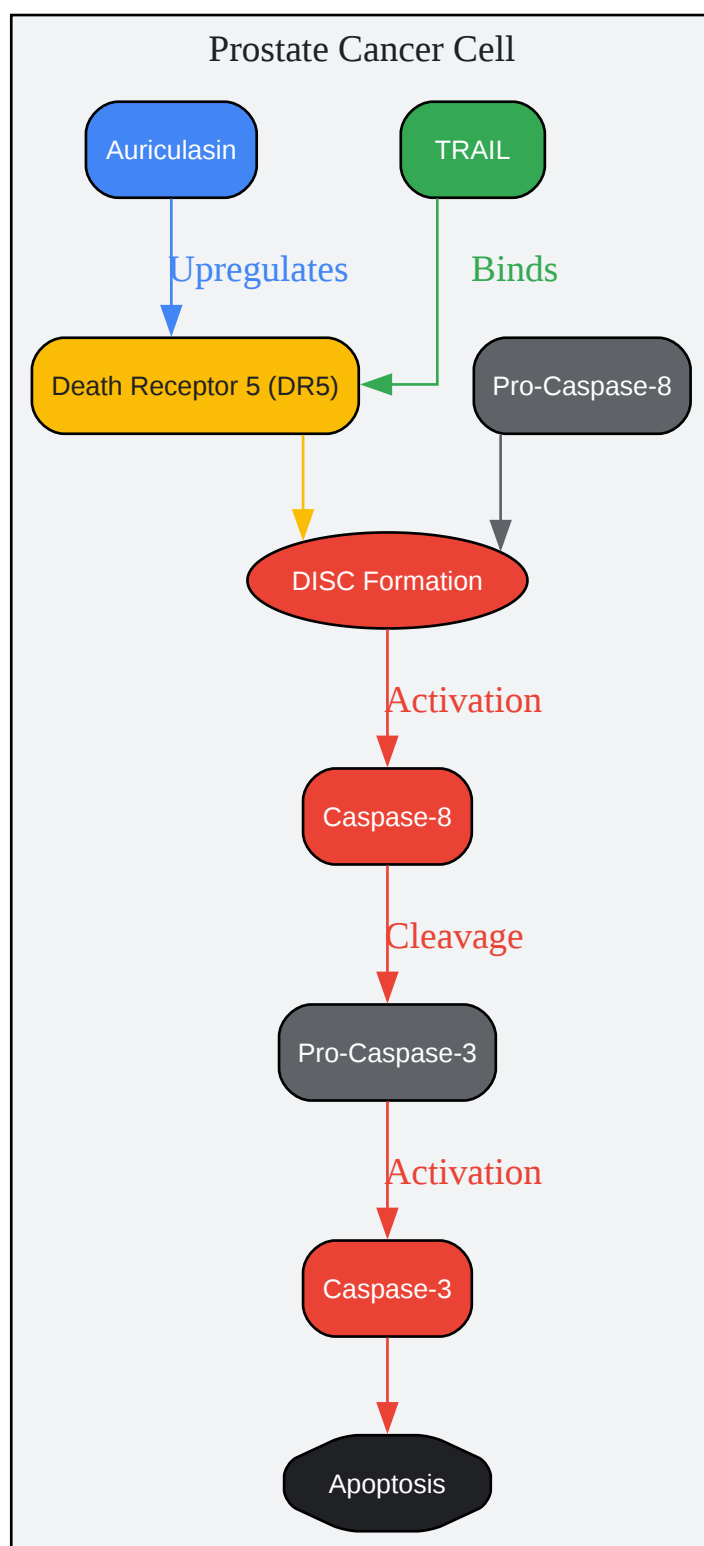 Prostate Cancer Cell
Auriculasin
TRAIL
Upregulates
Binds
Death Receptor 5 (DR5)
Pro-Caspase-8
DISC Formation
Activation
Caspase-8
Cleavage
Pro-Caspase-3
Activation
Caspase-3
Apoptosis